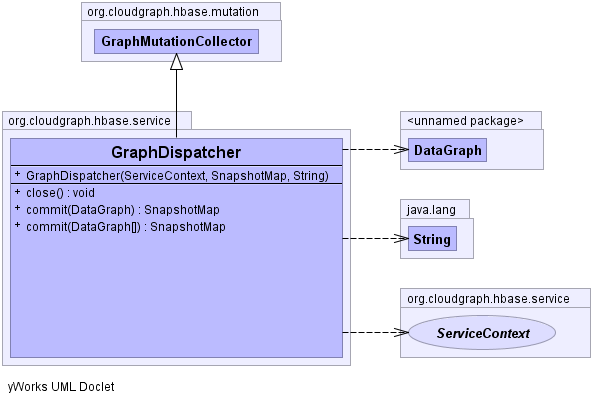 org.cloudgraph.hbase.mutation
GraphMutationCollector
org.cloudgraph.hbase.service
GraphDispatcher
+ GraphDispatcher(ServiceContext, SnapshotMap, String)
+ close() : void
+ commit(DataGraph) : SnapshotMap
+ commit(DataGraph[]) : SnapshotMap
<unnamed package>
DataGraph
java.lang
String
org.cloudgraph.hbase.service
ServiceContext
yWorks UML Doclet